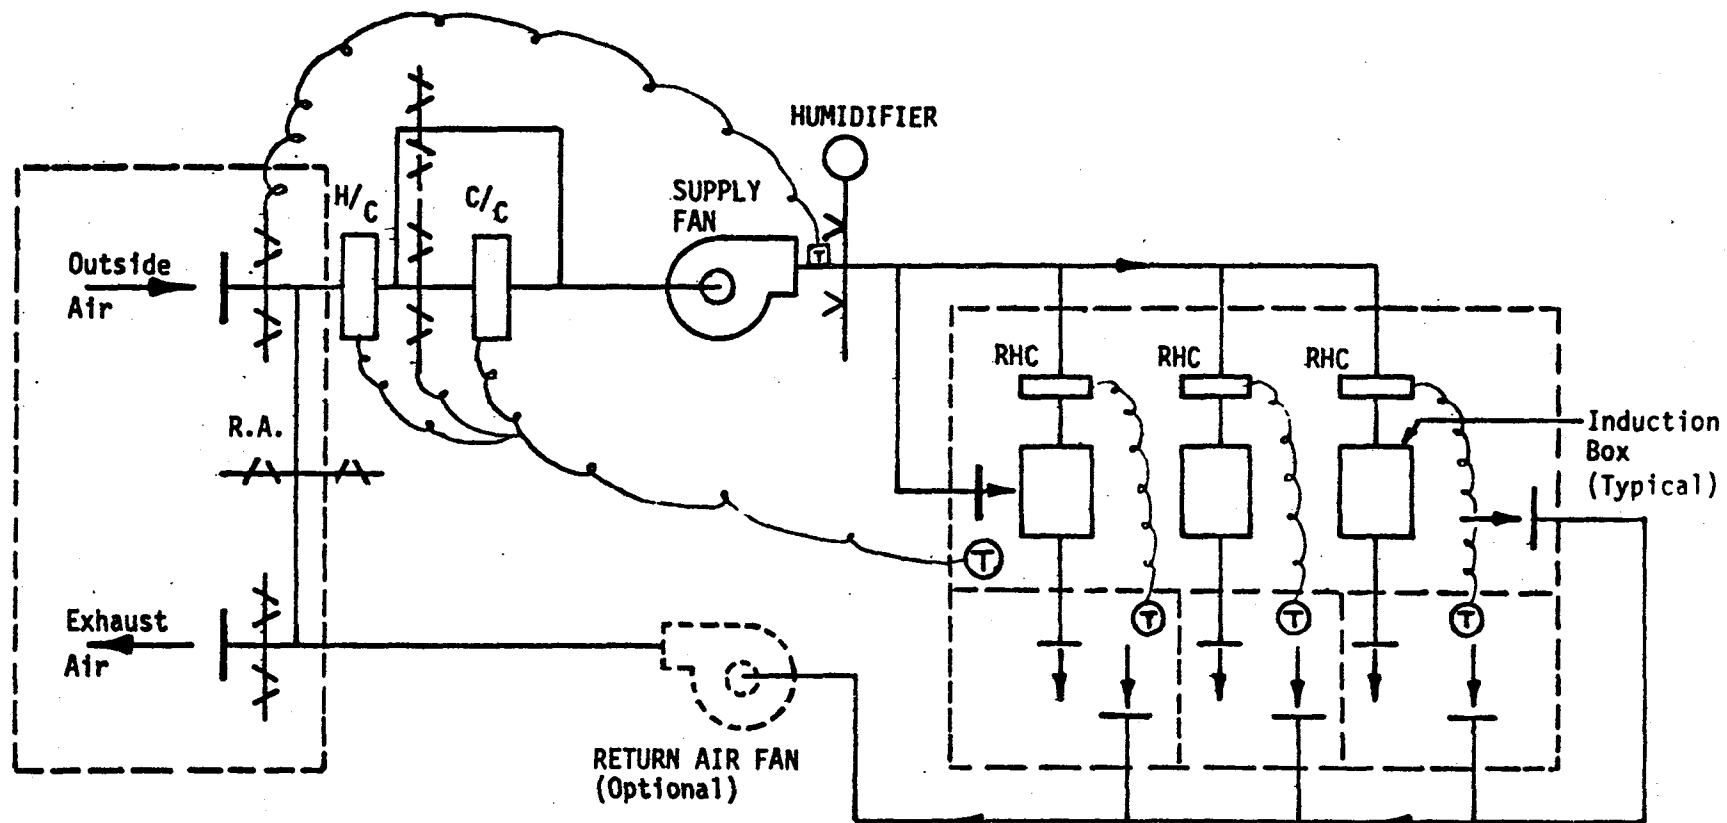 HUMIDIFIER
H/C
C/C
SUPPLY
FAN
T
Outside
Air
RHC
RHC
RHC
R.A.
Induction
Box
(Typical)
T
T
T
T
Exhaust
Air
RETURN AIR FAN
(Optional)